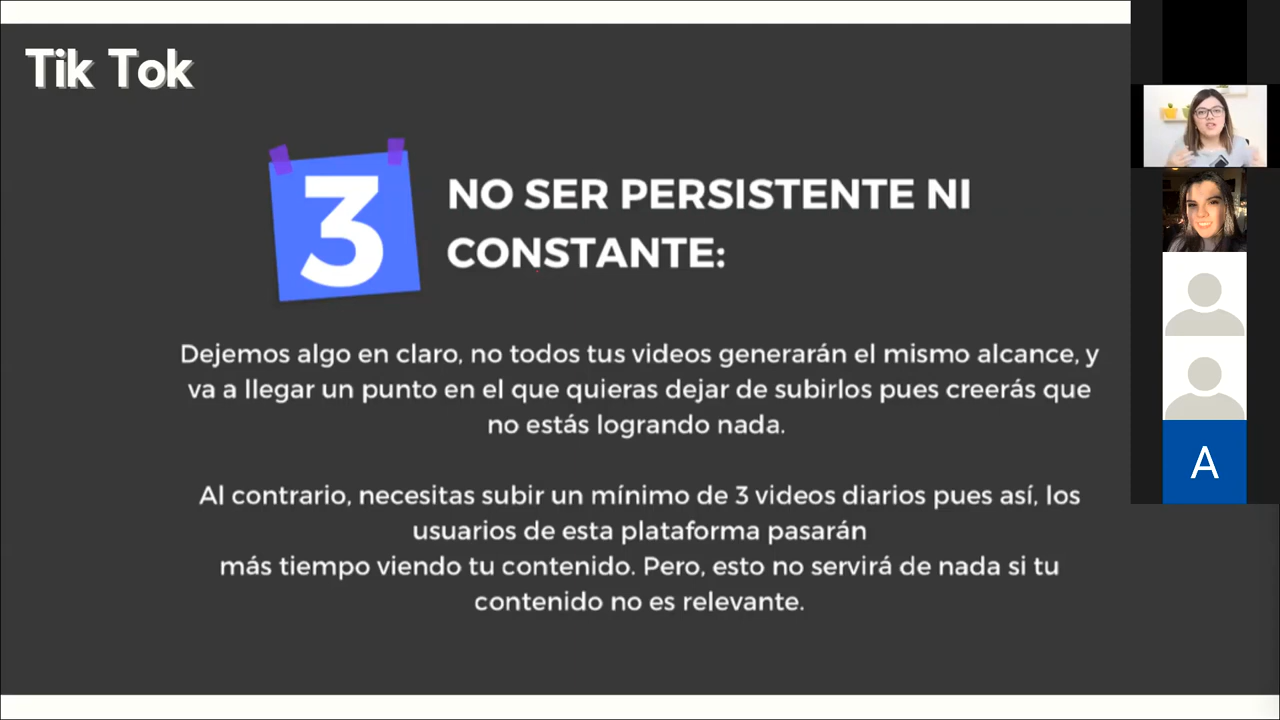 Tik Tok
3
NO SER PERSISTENTE NI
CONSTANTE:
Dejemos algo en claro, no todos tus videos generarán el mismo alcance, y
va a llegar un punto en el que quieras dejar de subirlos pues creerás que
no estás logrando nada.
Al contrario, necesitas subir un mínimo de 3 videos diarios pues así, los
usuarios de esta plataforma pasarán
más tiempo viendo tu contenido. Pero, esto no servirá de nada si tu
contenido no es relevante.
A